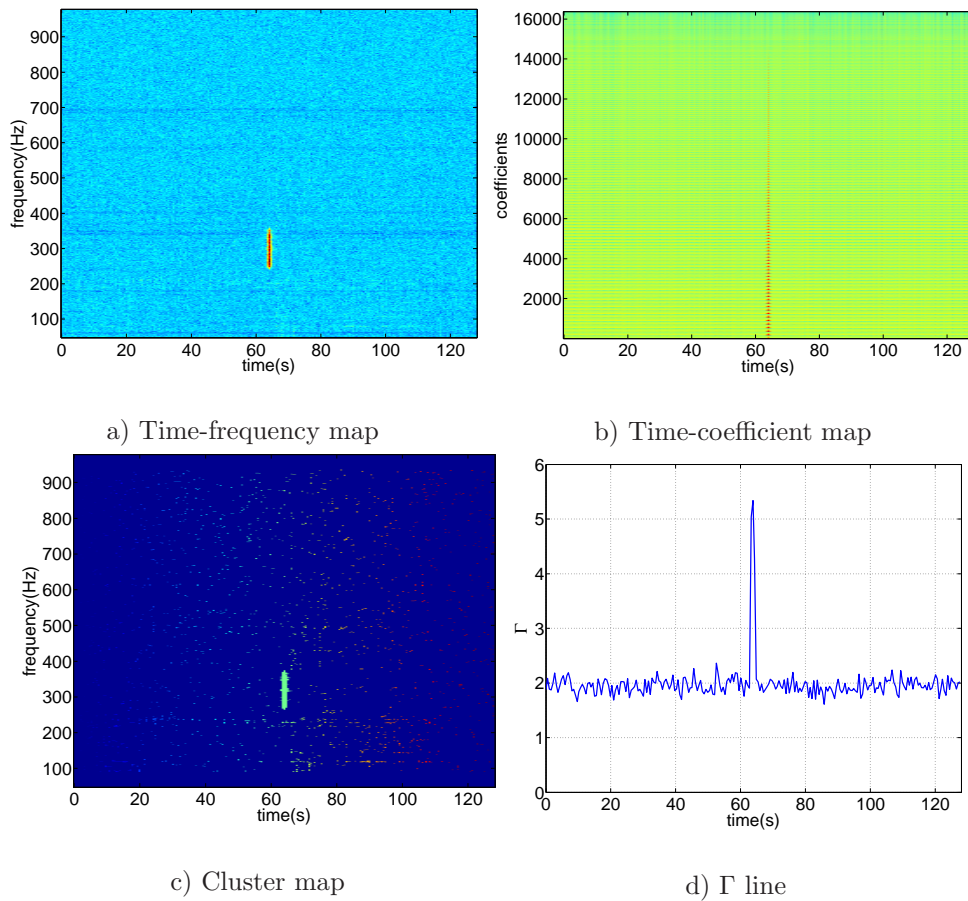 900
800
700
600
500
400
300
200
100
frequency(Hz)
0 20 40 60 80 100 120
time(s)
a) Time-frequency map
16000
14000
12000
10000
8000
6000
4000
2000
coefficients
0 20 40 60 80 100 120
time(s)
b) Time-coefficient map
900
800
700
600
500
400
300
200
100
frequency(Hz)
0 20 40 60 80 100 120
time(s)
c) Cluster map
6
5
4
3
2
1
0
Γ
0 20 40 60 80 100 120
time(s)
d) Γ line